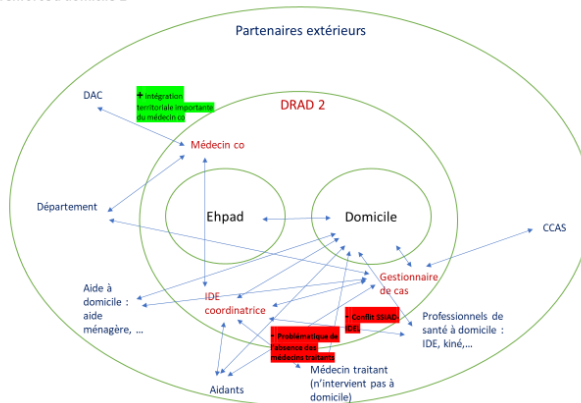 Partenaires extérieurs
DAC
+ intégration
territoriale importante
du médecin co
DRAD 2
Médecin co
Département
Ehpad
Domicile
CCAS
Gestionnaire
de cas
Aide à
domicile :
aide
ménagère, ...
IDE
coordinatrice
- Conflit SSIAD-
IDEL
Professionnels de
santé à domicile :
IDE, kiné,...
- Problématique de
l'absence des
médecins traitants
Médecin traitant
(n'intervient pas à
domicile)
Aidants